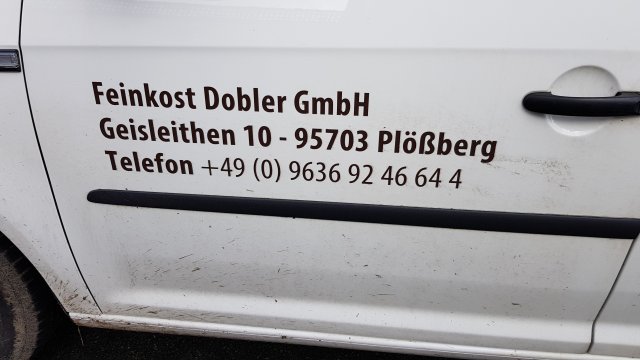 Feinkost Dobler GmbH
Geisleithen 10 - 95703 Plößberg
Telefon +49 (0) 9636 92 46 64 4